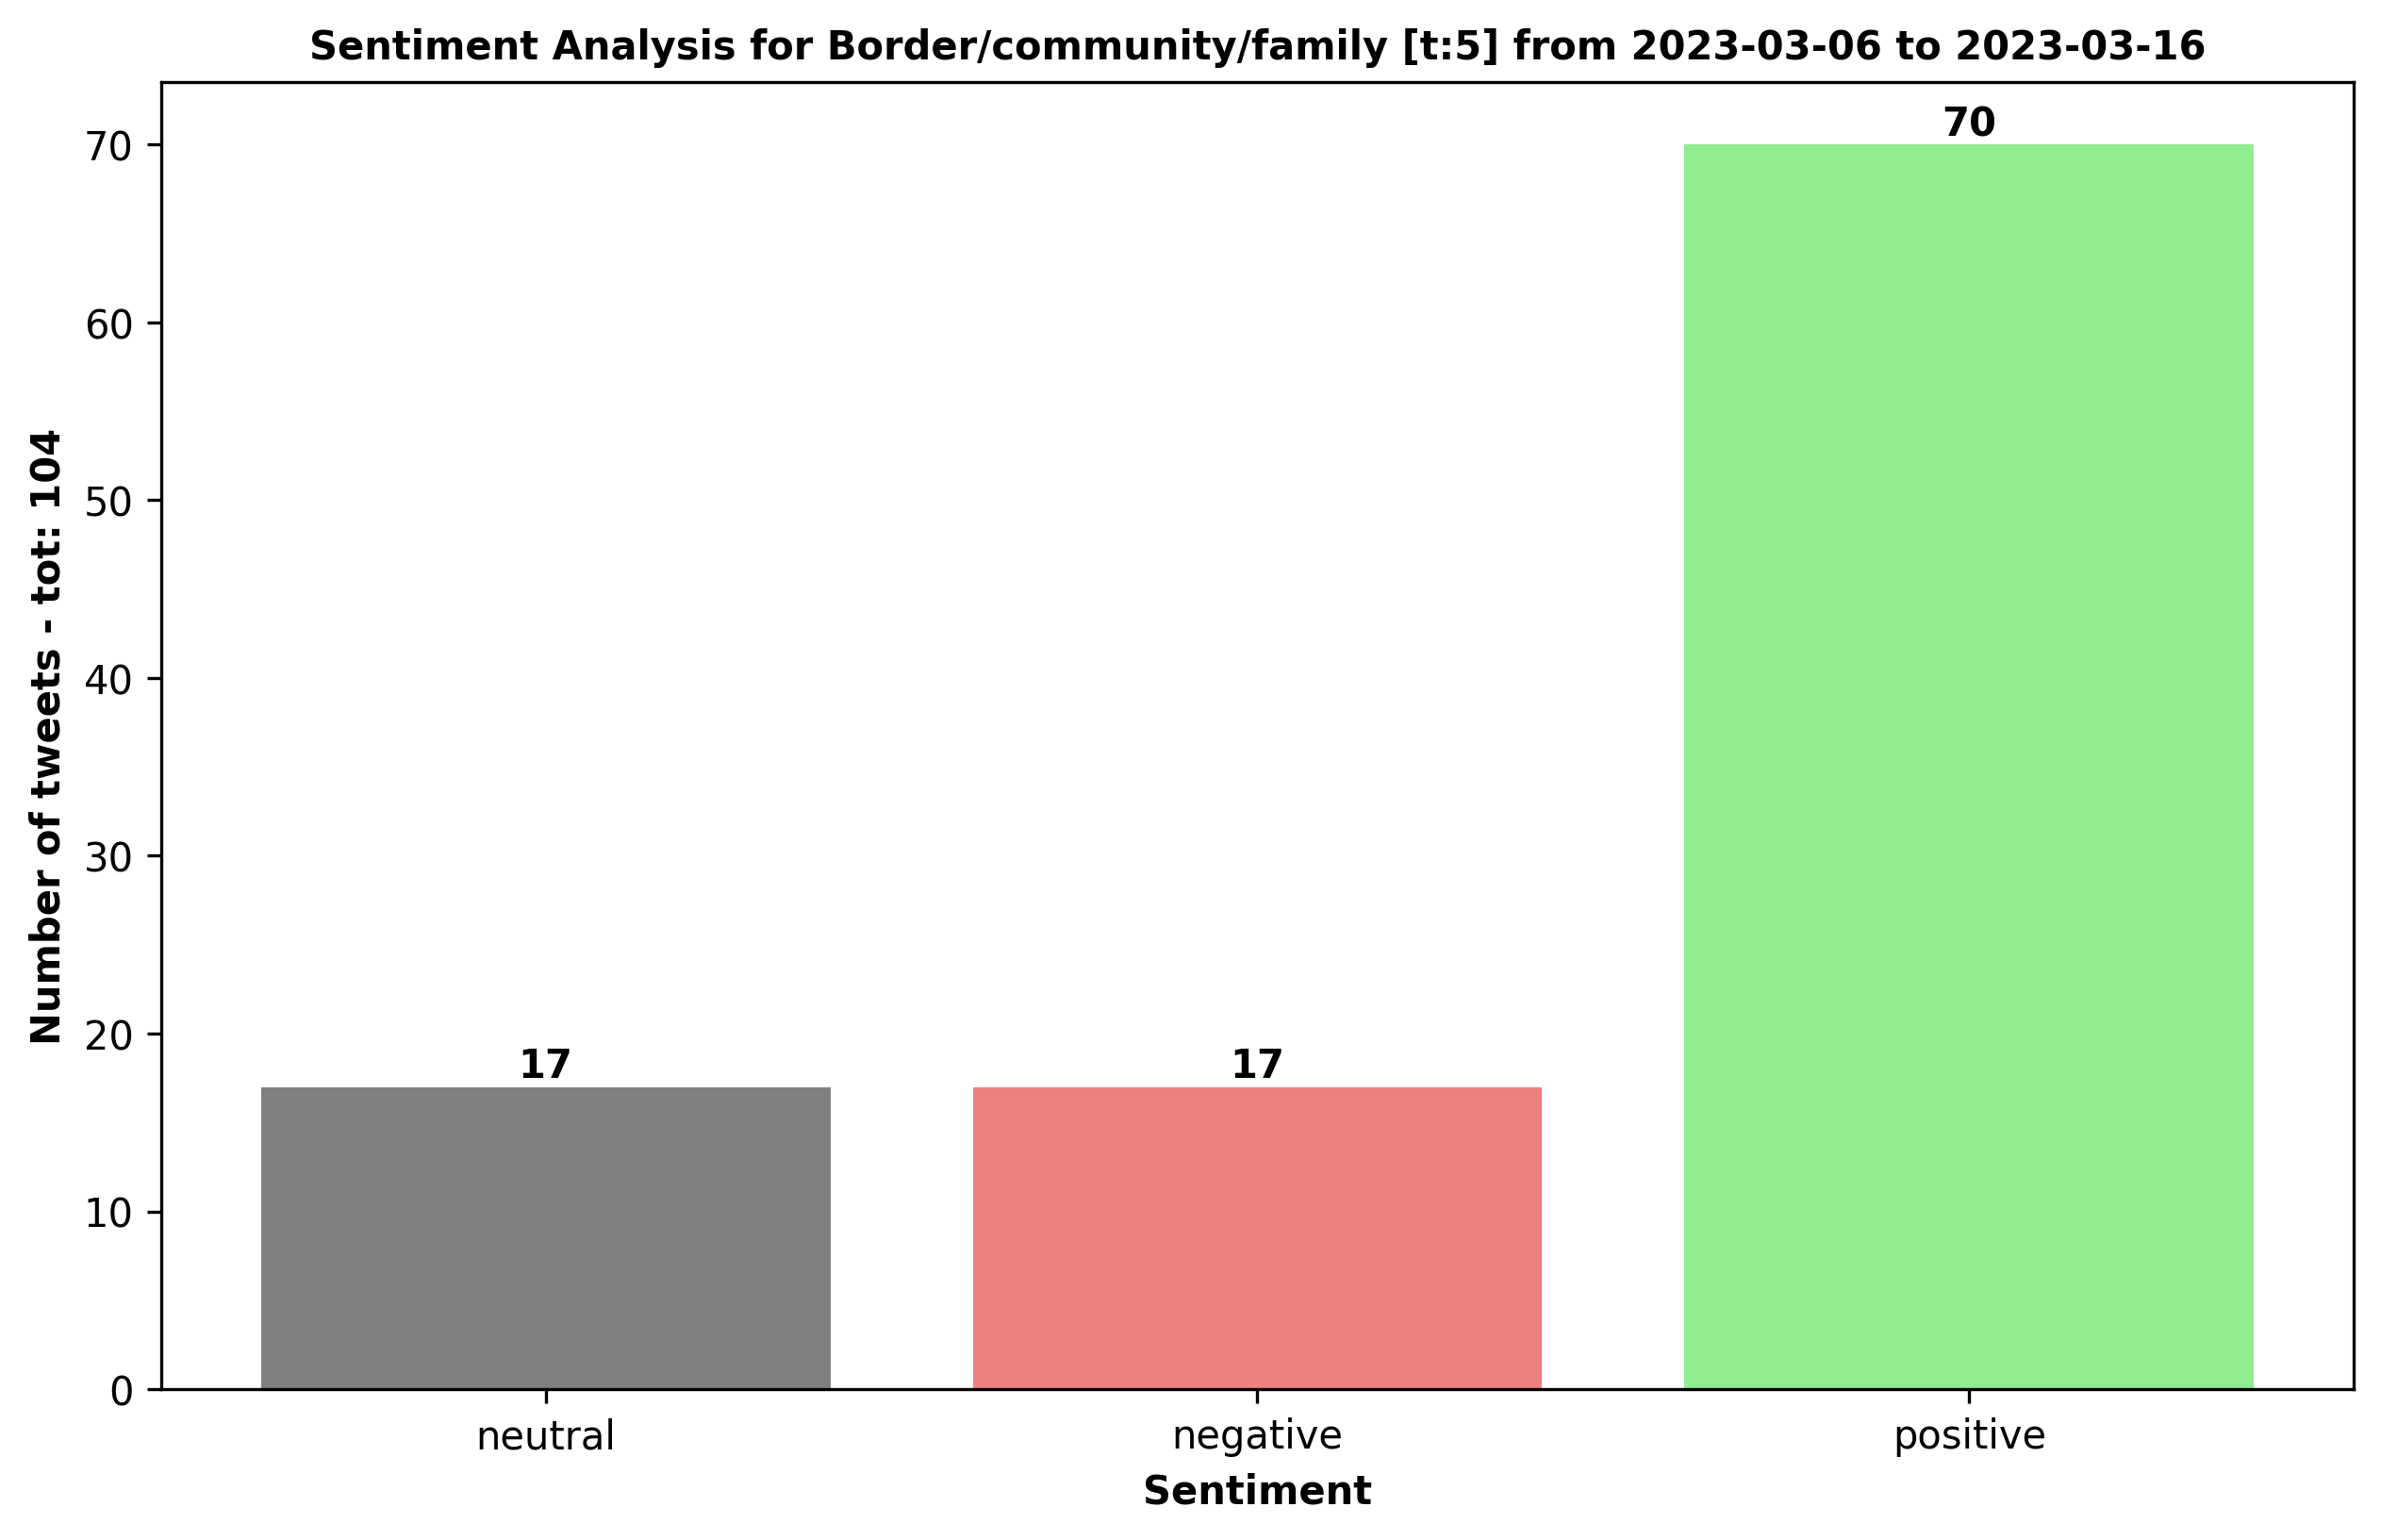 Sentiment Analysis for Border/community/family [t:5] from 2023-03-06 to 2023-03-16
Number of tweets - tot: 104
70
60
50
40
30
20
10
0
17
17
70
neutral
negative
positive
Sentiment